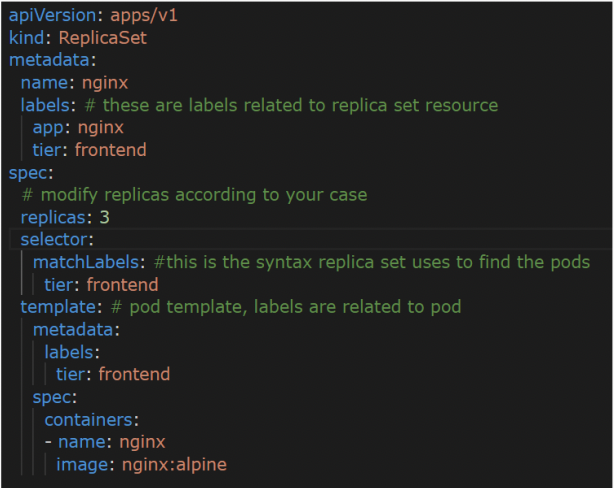 apiVersion: apps/v1
kind: ReplicaSet
metadata:
  name: nginx
  labels: # these are labels related to replica set resource
    app: nginx
    tier: frontend
spec:
  # modify replicas according to your case
  replicas: 3
  selector:
    matchLabels: #this is the syntax replica set uses to find the pods
      tier: frontend
  template: # pod template, labels are related to pod
    metadata:
      labels:
        tier: frontend
    spec:
      containers:
      - name: nginx
        image: nginx:alpine